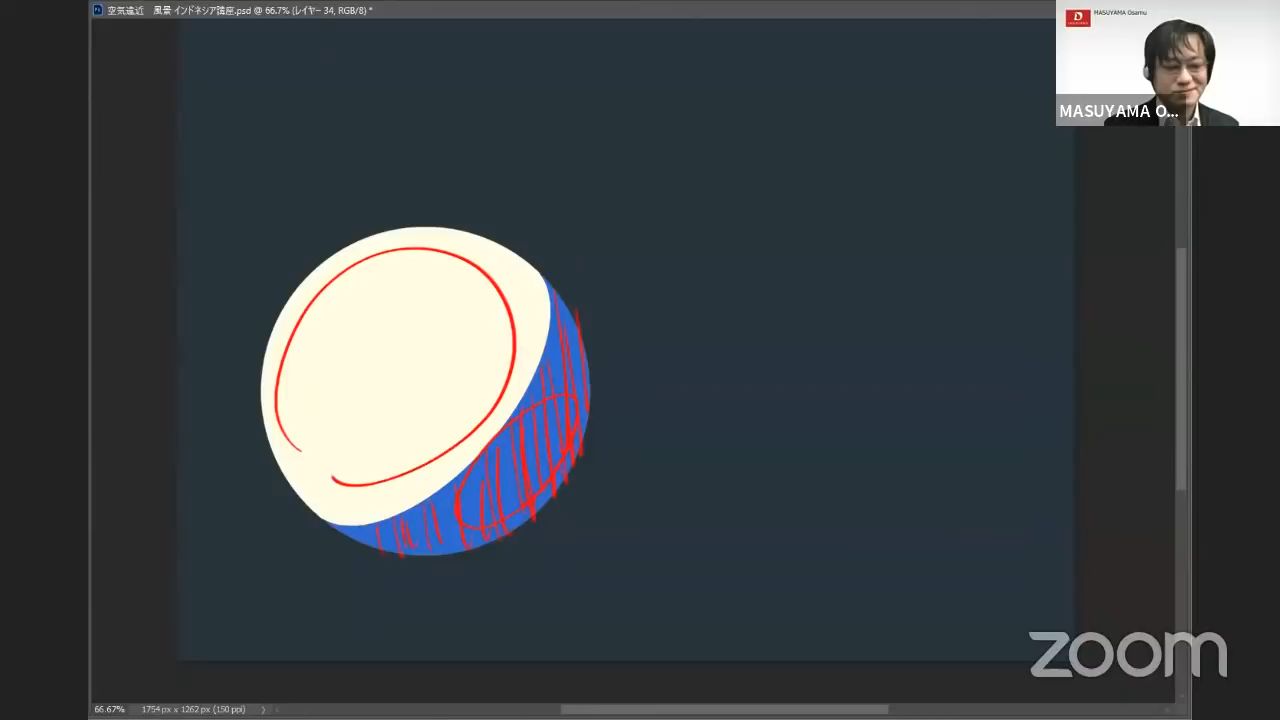 空気遠近 風景 インドネシア講座.psd @ 66.7% (レイヤー 34, RGB/8) *
D
MASUYAMA Osamu
MASUYAMA O...
zoom
66.67% 1754 px x 1262 px (150 ppi)